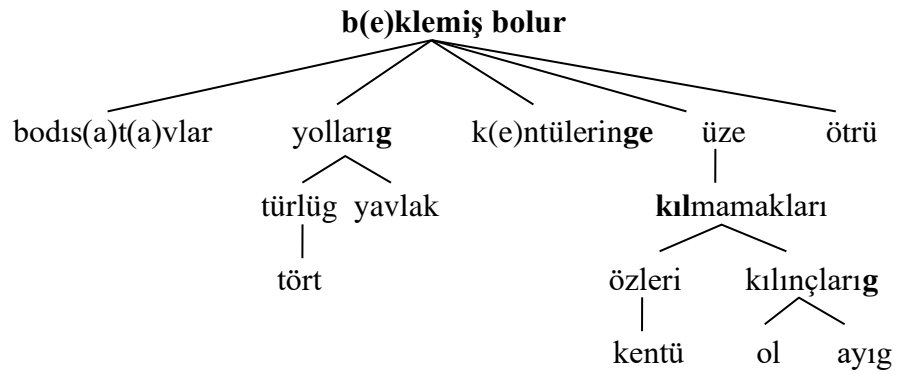 b(e)klemiş bolur
bodıs(a)t(a)vlar yollarıg k(e)ntüleringe üze ötrü
türlüg yavlak kılmamakları
tört özleri kılınçlarıg
kentü ol ayıg